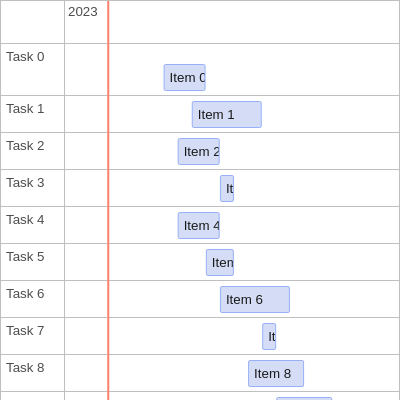 2023
Task 0
Item 0
Task 1
Item 1
Task 2
Item 2
Task 3
It
Task 4
Item 4
Task 5
Iten
Task 6
Item 6
Task 7
It
Task 8
Item 8